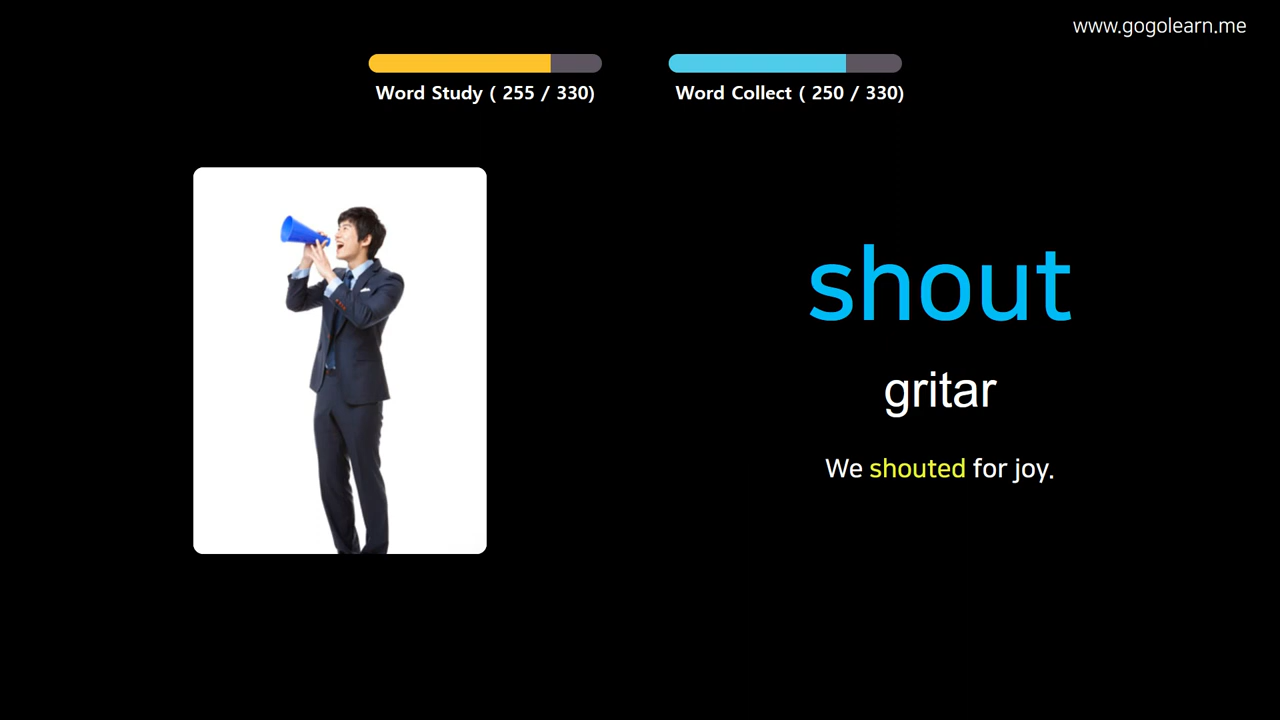 www.gogolearn.me
Word Study ( 255 / 330)
Word Collect ( 250 / 330)
shout
gritar
We shouted for joy.